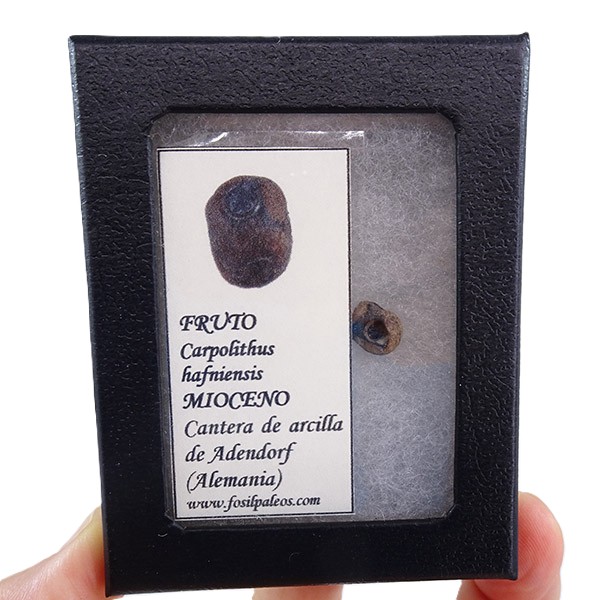 FRUTO
Carpolithus
hafniensis
MIOCENO
Cantera de arcilla
de Adendorf
(Alemania)
www.fosilpaleos.com